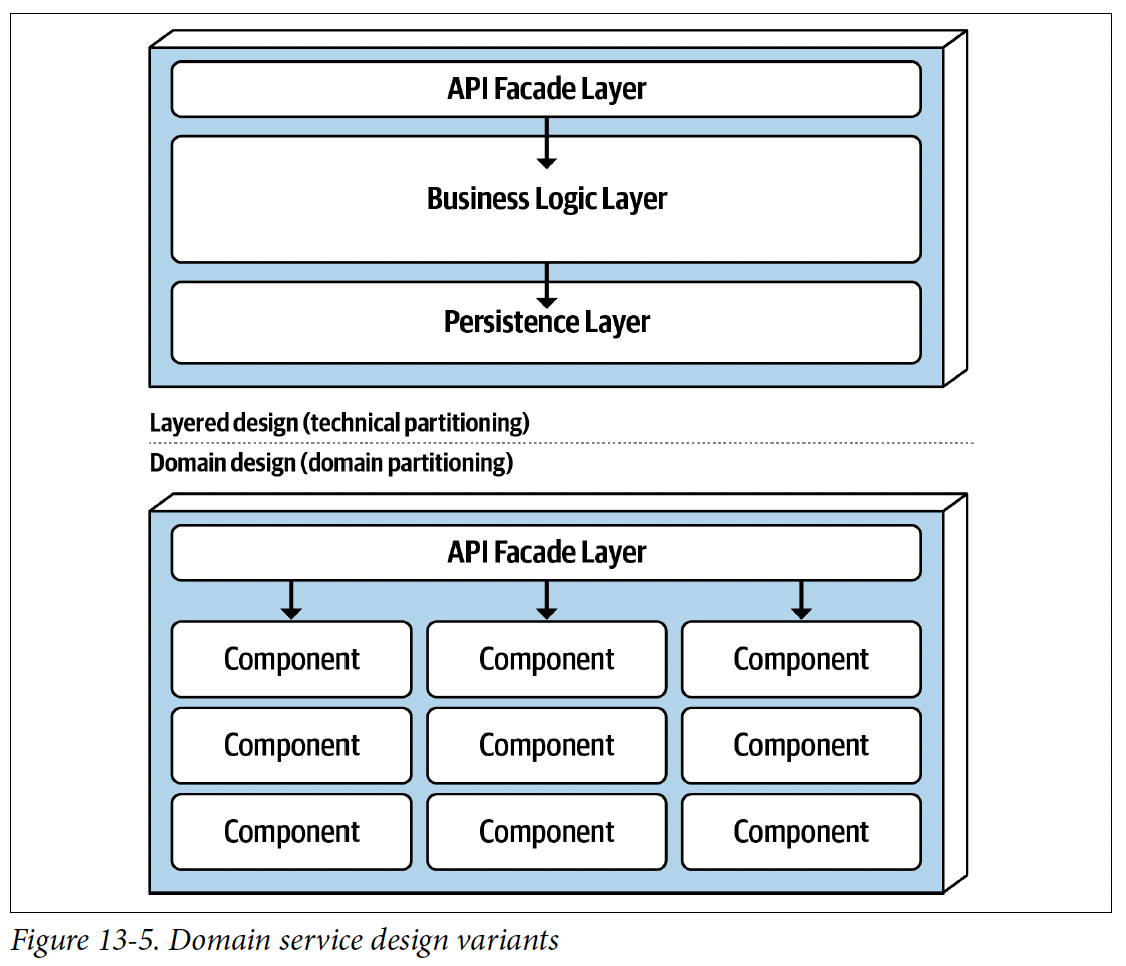 API Facade Layer
Business Logic Layer
Persistence Layer
Layered design (technical partitioning)
Domain design (domain partitioning)
API Facade Layer
Component Component Component
Component Component Component
Component Component Component
Figure 13-5. Domain service design variants